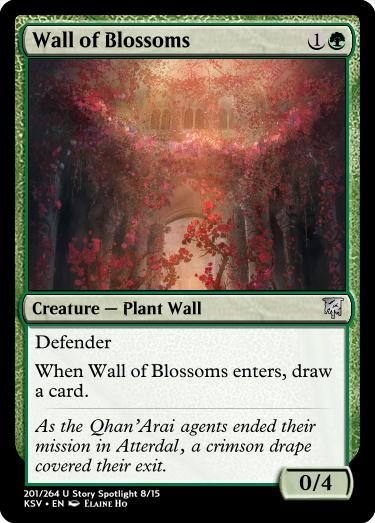 Wall of Blossoms 1
Creature — Plant Wall
Defender
When Wall of Blossoms enters, draw
a card.
As the Qhan'Arai agents ended their
mission in Atterdal, a crimson drape
covered their exit.
0/4
201/264 U Story Spotlight 8/15
KSV • EN Elaine Ho